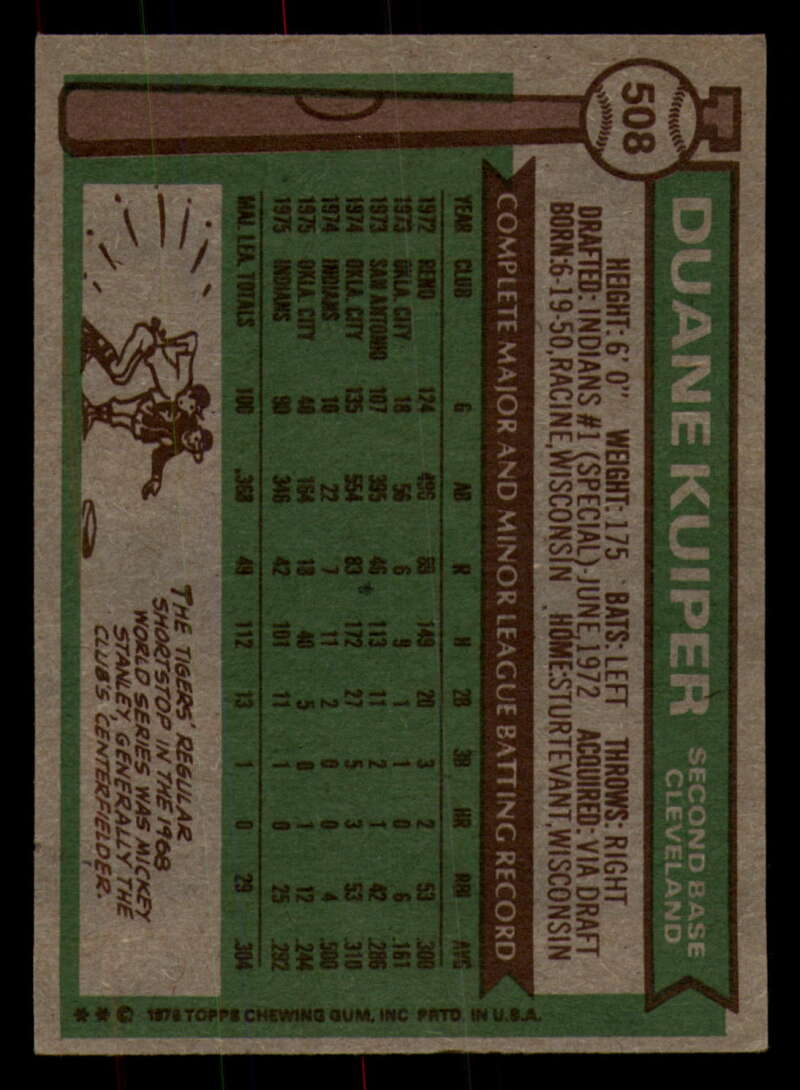 508
DUANE KUIPER
SECOND BASE
CLEVELAND
HEIGHT: 6' 0" WEIGHT: 175 BATS: LEFT THROWS: RIGHT
DRAFTED: INDIANS #1 (SPECIAL)-JUNE, 1972 ACQUIRED: VIA DRAFT
BORN: 6-19-50, RACINE, WISCONSIN HOME: STURTEVANT, WISCONSIN
COMPLETE MAJOR AND MINOR LEAGUE BATTING RECORD
YEAR CLUB G AB R H 2B 3B HR RBI AVG
1972 RENO 124 496 89 149 20 3 2 53 .300
1973 OKLA. CITY 18 56 6 9 1 1 0 6 .161
1973 SAN ANTONIO 107 395 46 113 11 2 1 42 .286
1974 OKLA. CITY 135 554 83 172 27 5 3 53 .310
1974 INDIANS 10 22 7 11 2 0 0 4 .500
1975 OKLA. CITY 40 164 18 40 5 0 1 12 .244
1975 INDIANS 90 346 42 101 11 1 0 25 .292
MAJ. LEA. TOTALS 100 368 49 112 13 1 0 29 .304
THE TIGERS' REGULAR
SHORTSTOP IN THE 1968
WORLD SERIES WAS MICKEY
STANLEY GENERALLY THE
CLUB'S CENTERFIELDER.
* * © 1976 TOPPS CHEWING GUM, INC PRTD. IN U.S.A.